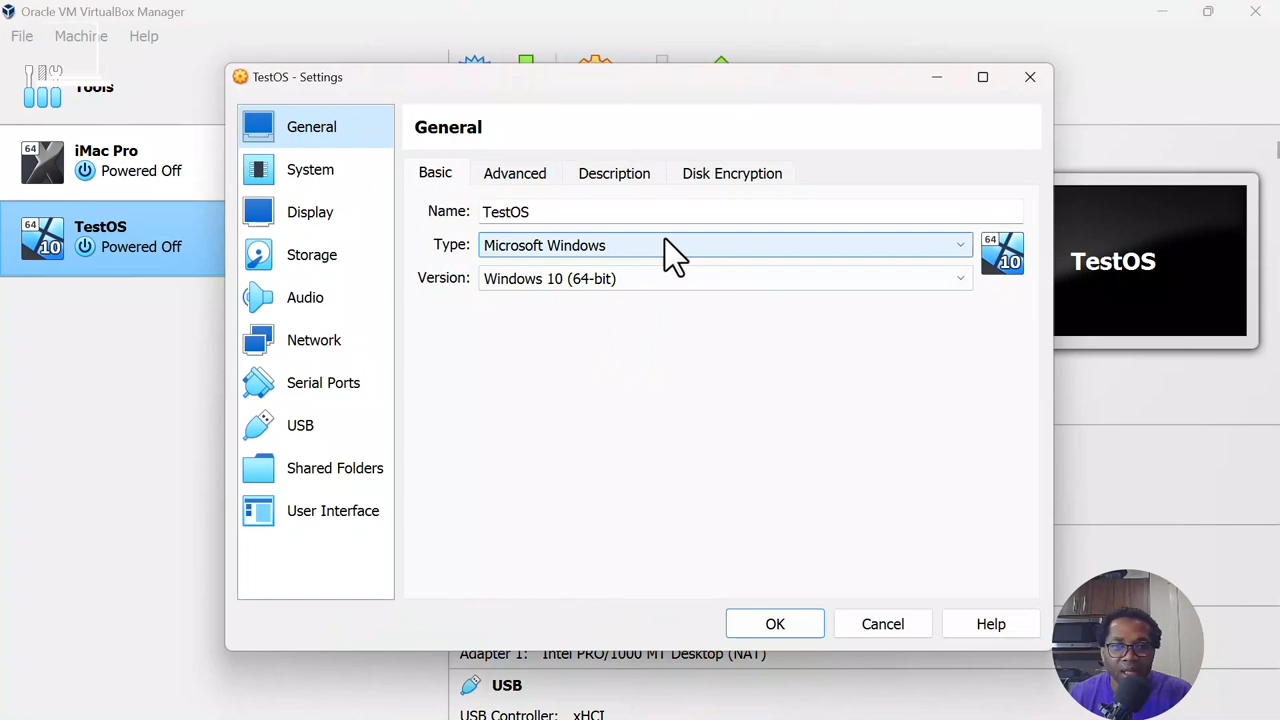 Oracle VM VirtualBox Manager
File Machine Help
Tools
64
iMac Pro
Powered Off
64
10
TestOS
Powered Off
TestOS - Settings
General
System
Display
Storage
Audio
Network
Serial Ports
USB
Shared Folders
User Interface
General
Basic Advanced Description Disk Encryption
Name: TestOS
Type: Microsoft Windows
Version: Windows 10 (64-bit)
64
10
OK Cancel Help
TestOS
Adapter 1: Intel PRO/1000 MT Desktop (NAT)
USB
USB Controller: xHCI